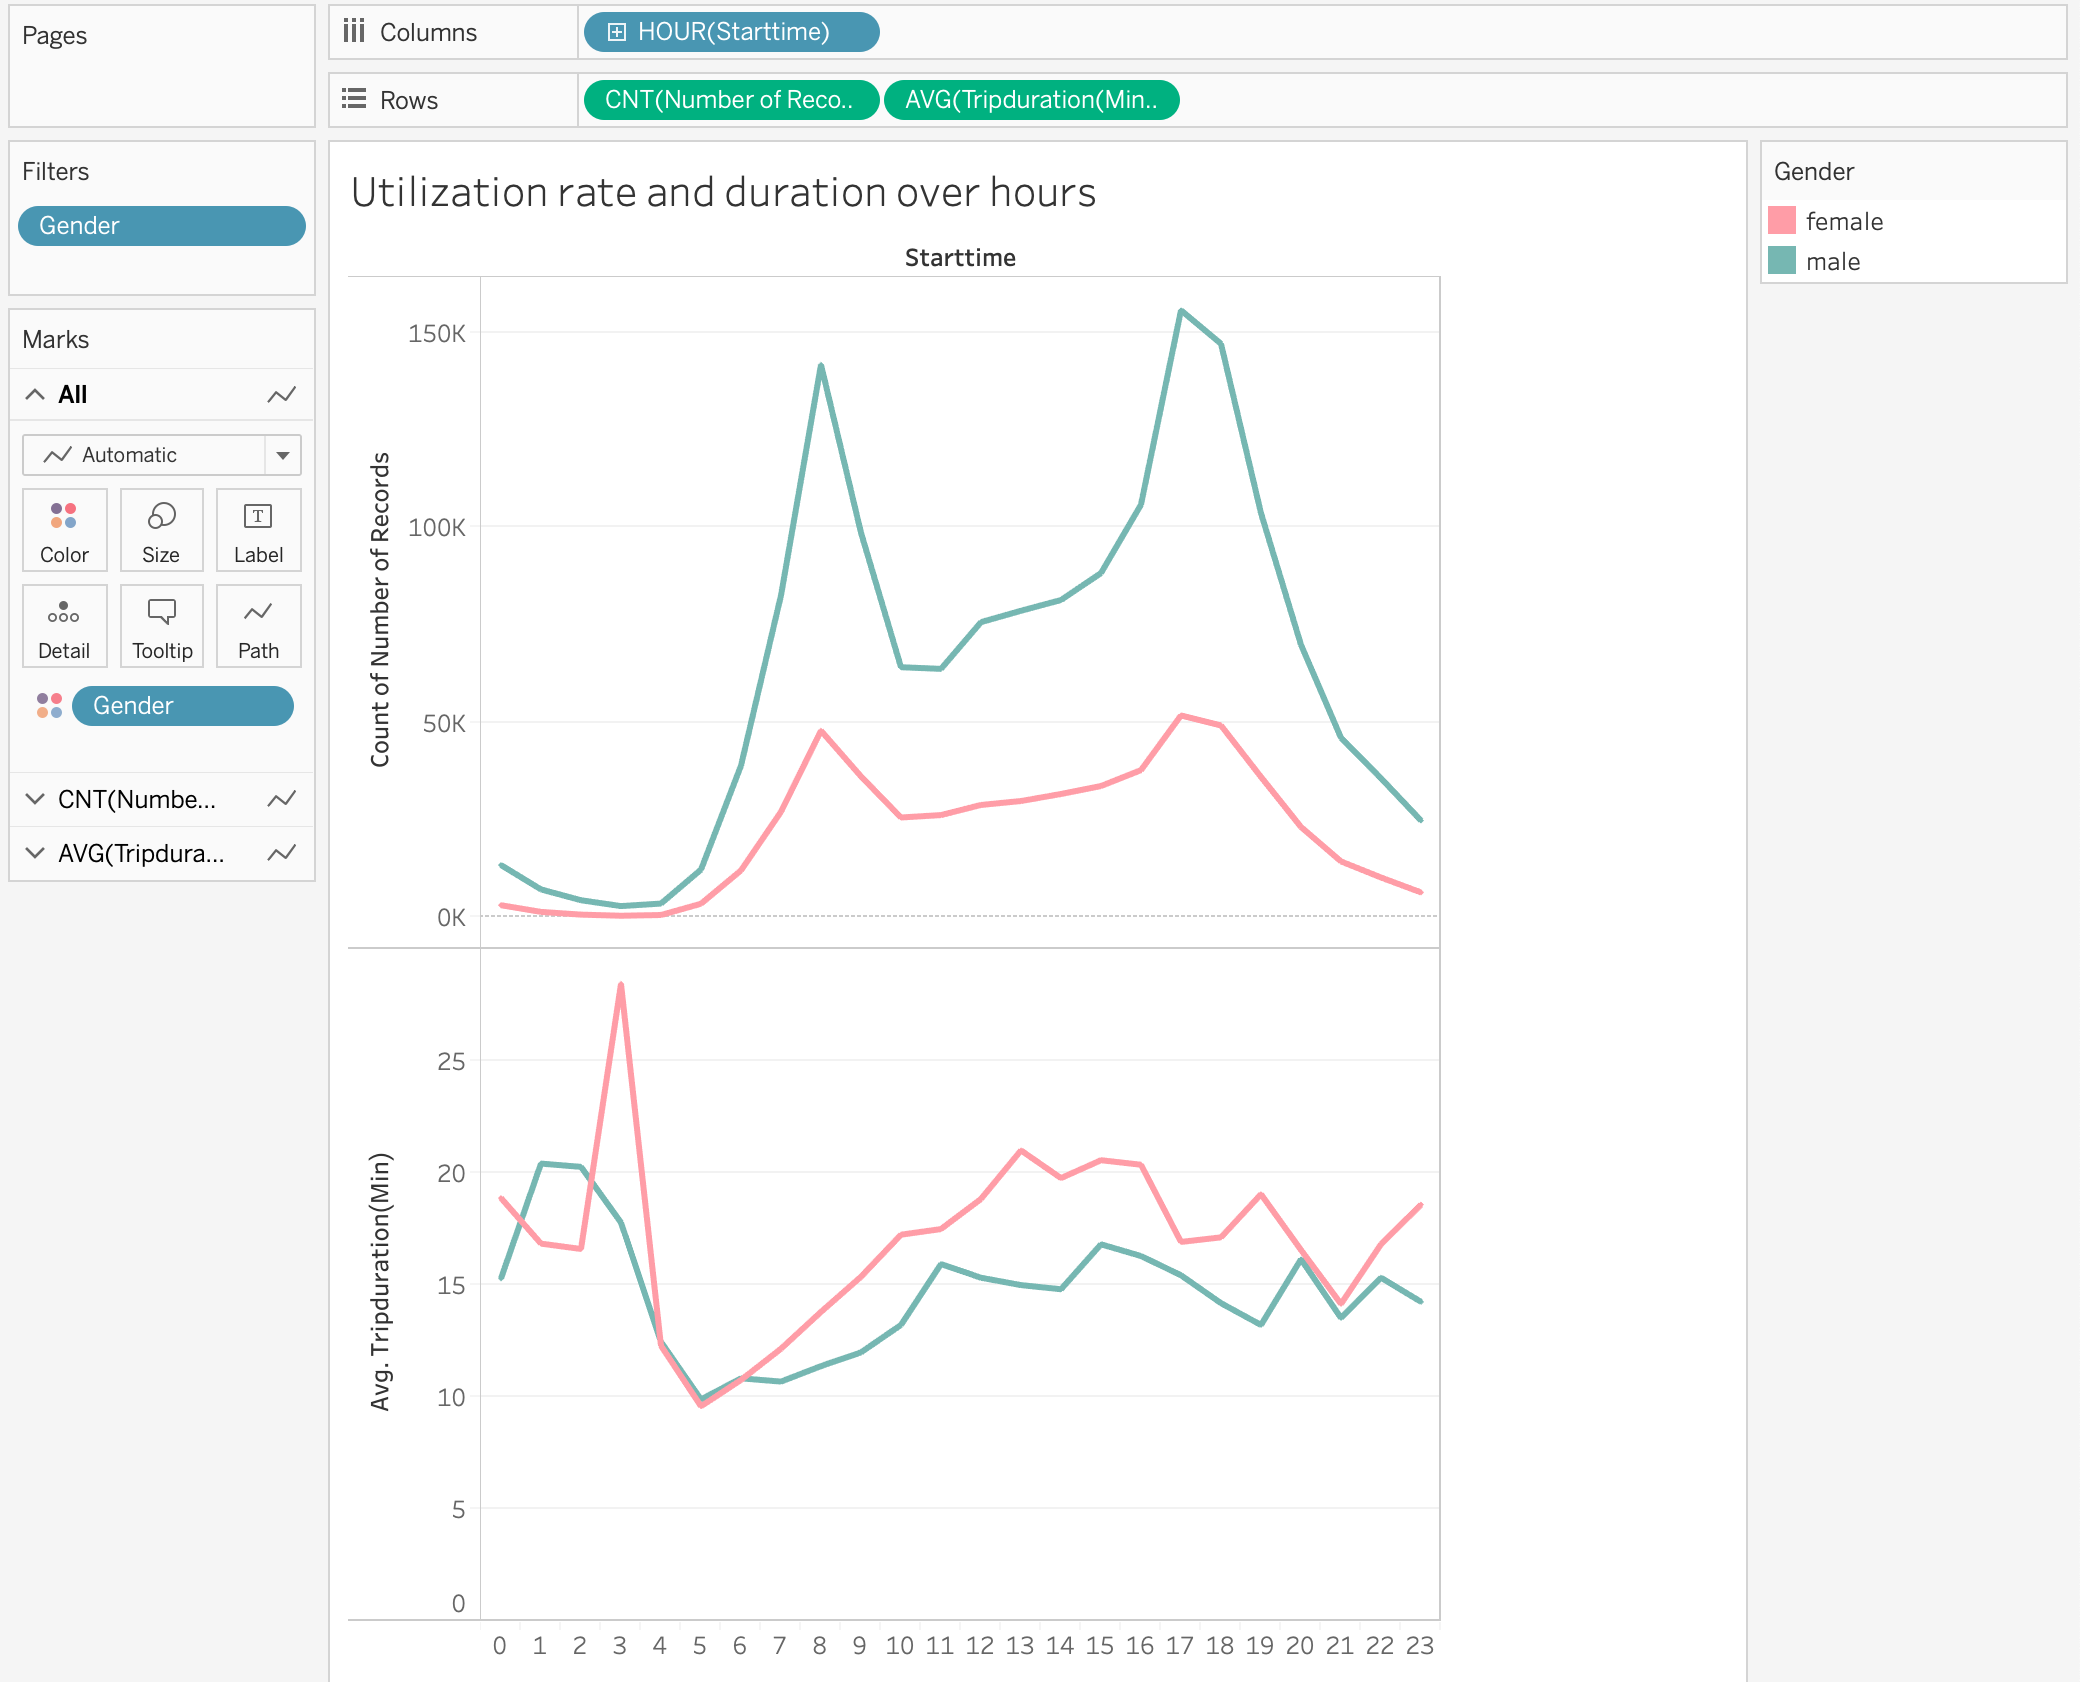 Pages
Columns
HOUR(Starttime)
Rows
CNT(Number of Reco..
AVG(Tripduration(Min..
Filters
Gender
Marks
All
Automatic
Color
Size
T
Label
Detail
Tooltip
Path
Gender
CNT(Numbe...
AVG(Tripdura...
Utilization rate and duration over hours
Starttime
Count of Number of Records
150K
100K
50K
0K
Avg. Tripduration(Min)
25
20
15
10
5
0
0 1 2 3 4 5 6 7 8 9 10 11 12 13 14 15 16 17 18 19 20 21 22 23
Gender
female
male